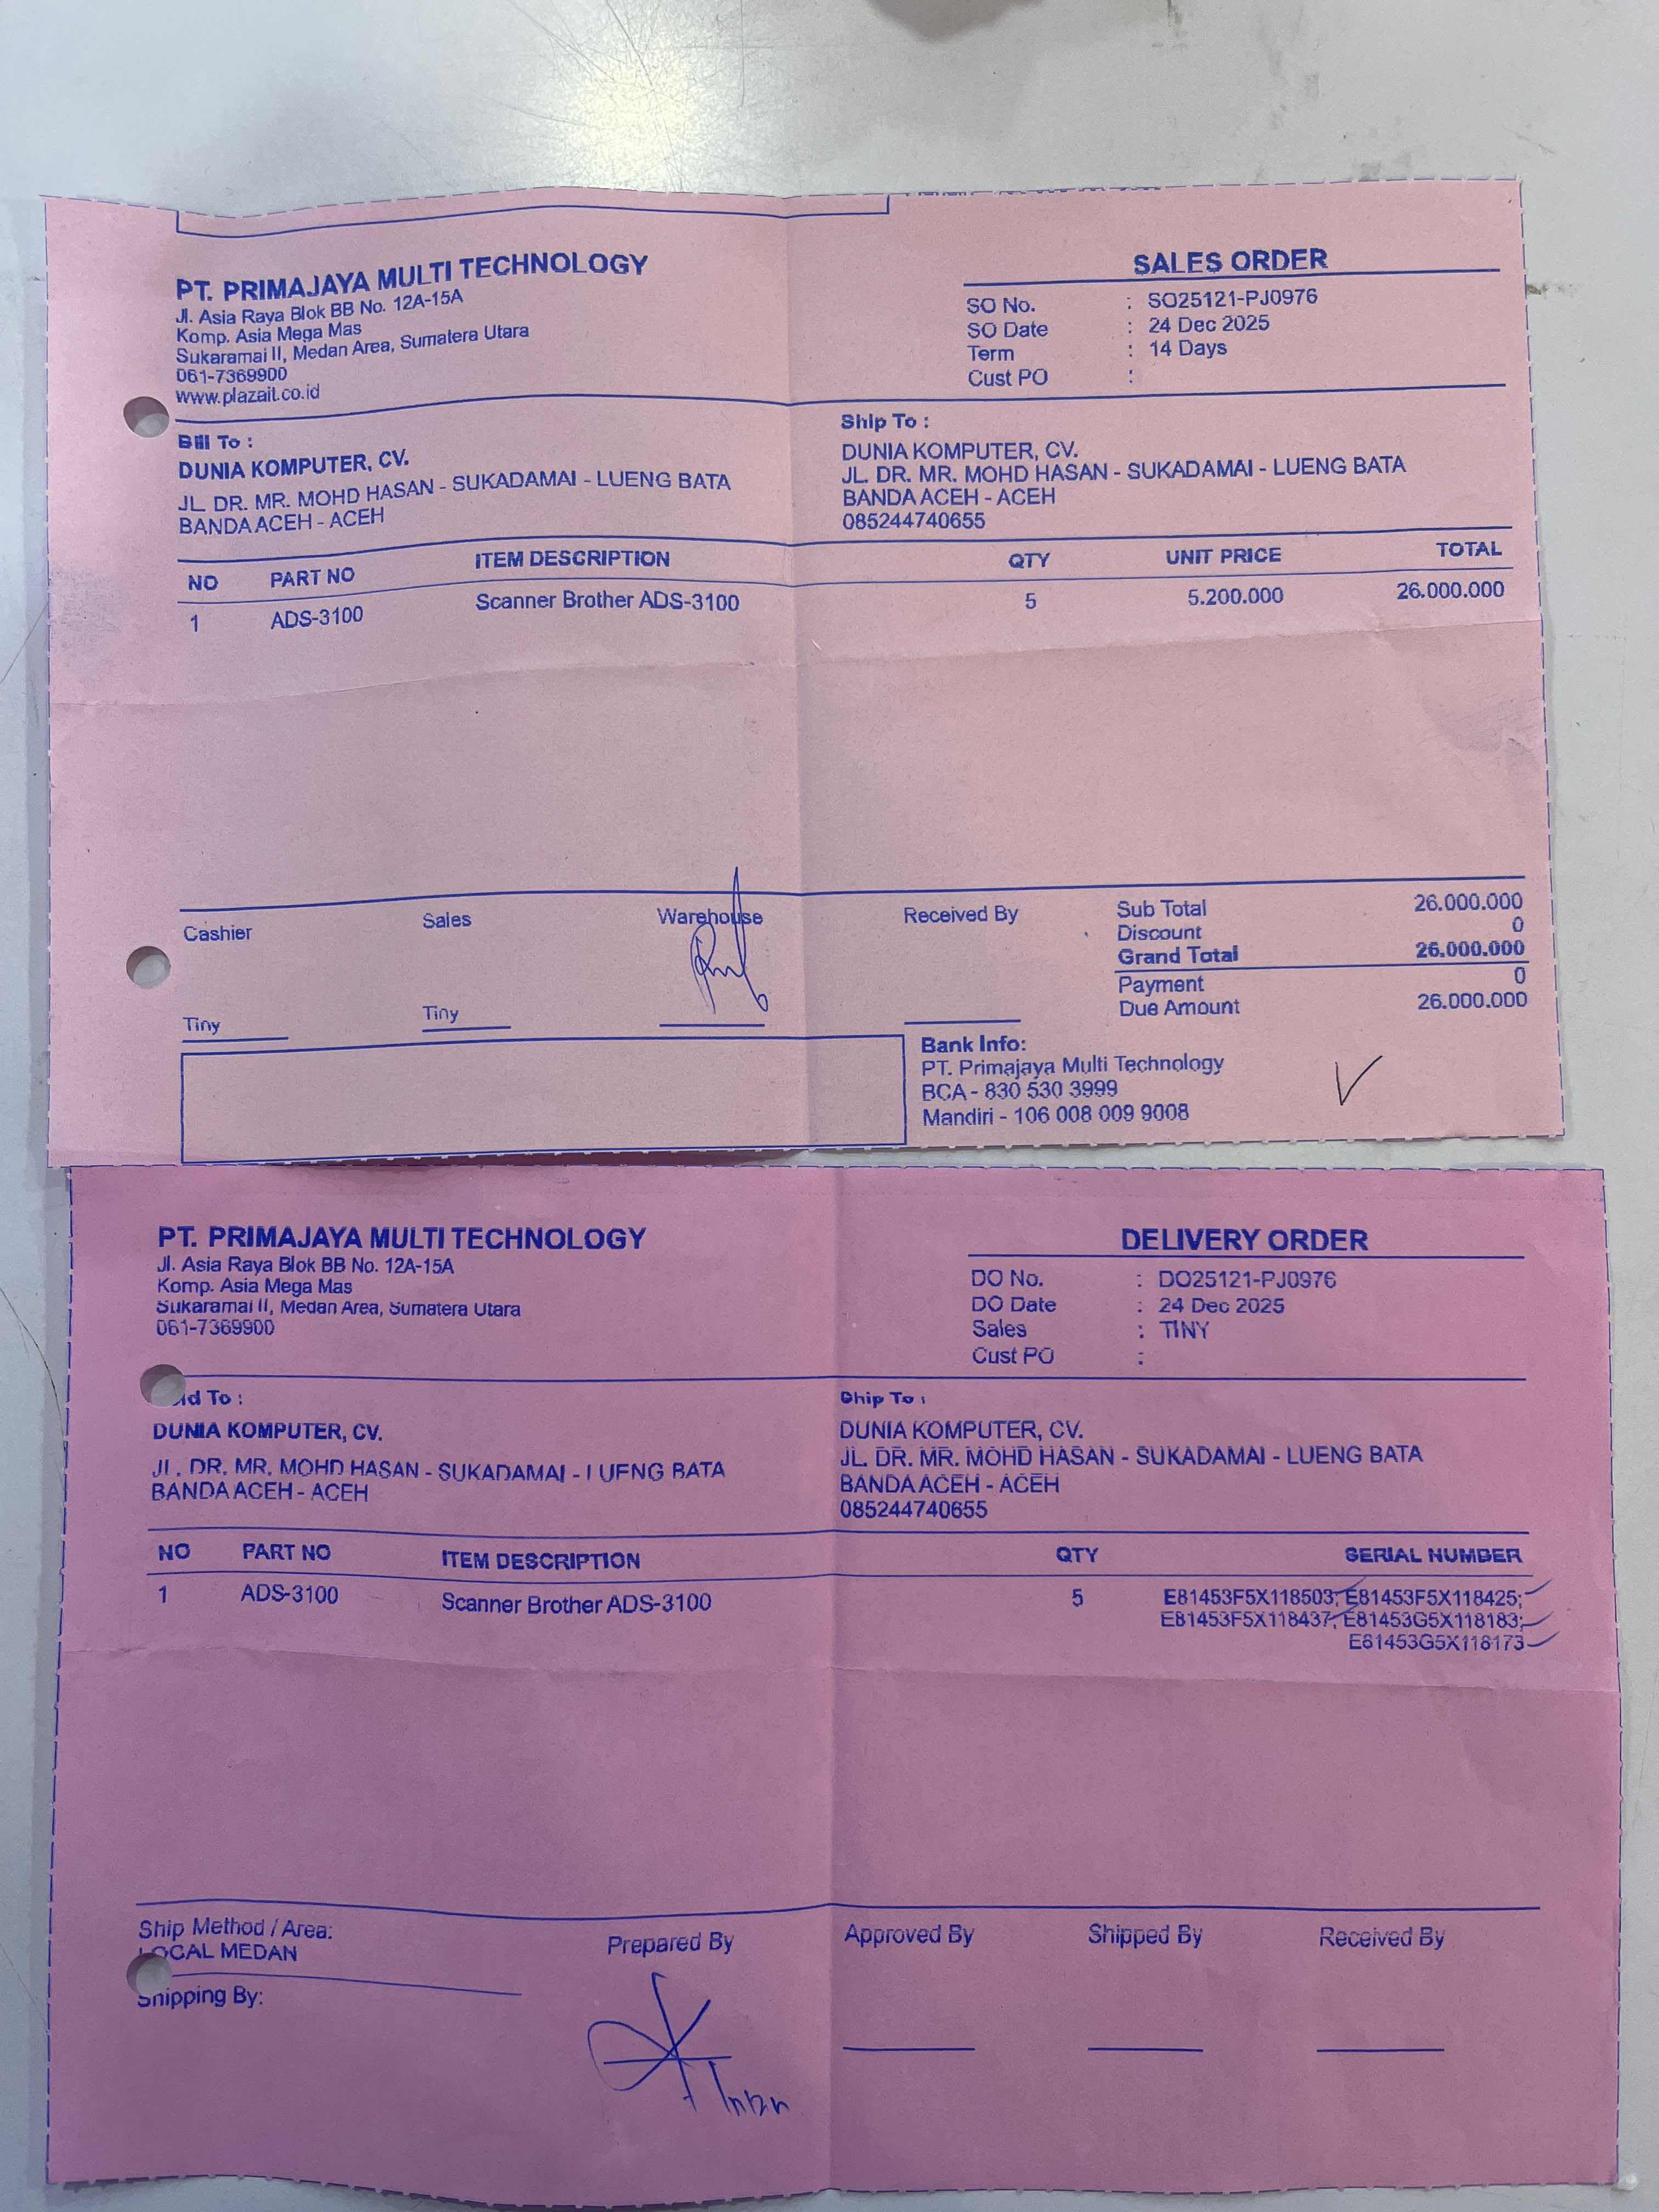 PT. PRIMAJAYA MULTI TECHNOLOGY
Jl. Asia Raya Blok BB No. 12A-15A
Komp. Asia Mega Mas
Sukaramai II, Medan Area, Sumatera Utara
061-7369900
www.plazait.co.id
SALES ORDER
SO No. : SO25121-PJ0976
SO Date : 24 Dec 2025
Term : 14 Days
Cust PO :
Bill To :
DUNIA KOMPUTER, CV.
JL. DR. MR. MOHD HASAN - SUKADAMAI - LUENG BATA
BANDA ACEH - ACEH
Ship To :
DUNIA KOMPUTER, CV.
JL. DR. MR. MOHD HASAN - SUKADAMAI - LUENG BATA
BANDA ACEH - ACEH
085244740655
NO PART NO ITEM DESCRIPTION QTY UNIT PRICE TOTAL
1 ADS-3100 Scanner Brother ADS-3100 5 5.200.000 26.000.000
Cashier Sales Warehouse Received By
Tiny Tiny
Sub Total 26.000.000
Discount 0
Grand Total 26.000.000
Payment 0
Due Amount 26.000.000
Bank Info:
PT. Primajaya Multi Technology
BCA - 830 530 3999
Mandiri - 106 008 009 9008
PT. PRIMAJAYA MULTI TECHNOLOGY
Jl. Asia Raya Blok BB No. 12A-15A
Komp. Asia Mega Mas
Sukaramai II, Medan Area, Sumatera Utara
061-7369900
DELIVERY ORDER
DO No. : DO25121-PJ0976
DO Date : 24 Dec 2025
Sales : TINY
Cust PO :
To :
DUNIA KOMPUTER, CV.
JL. DR. MR. MOHD HASAN - SUKADAMAI - LUENG BATA
BANDA ACEH - ACEH
Ship To :
DUNIA KOMPUTER, CV.
JL. DR. MR. MOHD HASAN - SUKADAMAI - LUENG BATA
BANDA ACEH - ACEH
085244740655
NO PART NO ITEM DESCRIPTION QTY SERIAL NUMBER
1 ADS-3100 Scanner Brother ADS-3100 5 E81453F5X118503; E81453F5X118425;
E81453F5X118437; E81453G5X118183;
E81453G5X118173
Ship Method / Area:
LOCAL MEDAN
Shipping By:
Prepared By Approved By Shipped By Received By